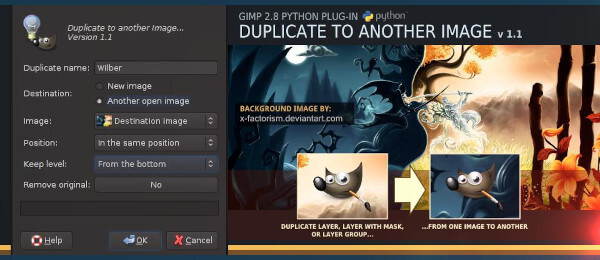 Duplicate to another Image...
Version 1.1
Duplicate name: Wilber
Destination: New image
Another open image
Image: Destination Image
Position: In the same position
Keep level: From the bottom
Remove original: No
Help OK Cancel
GIMP 2.8 PYTHON PLUG-IN python
DUPLICATE TO ANOTHER IMAGE v 1.1
BACKGROUND IMAGE BY:
x-factorism.deviantart.com
DUPLICATE LAYER, LAYER WITH MASK,
OR LAYER GROUP...
...FROM ONE IMAGE TO ANOTHER